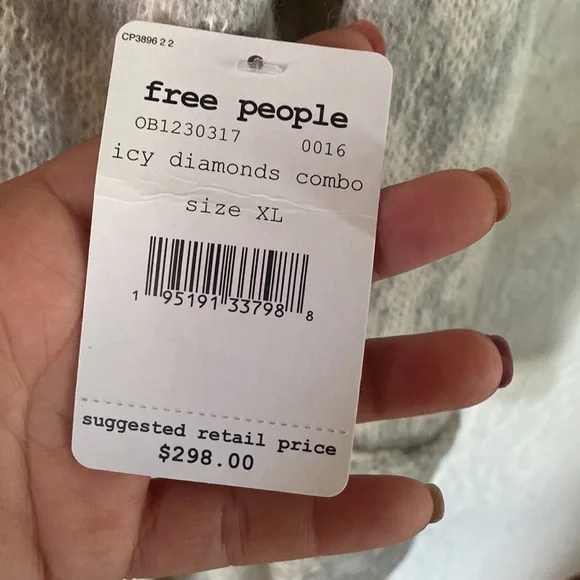 CP3896 2 2
free people
OB1230317 0016
icy diamonds combo
size XL
1 95191 33798 8
suggested retail price
$298.00